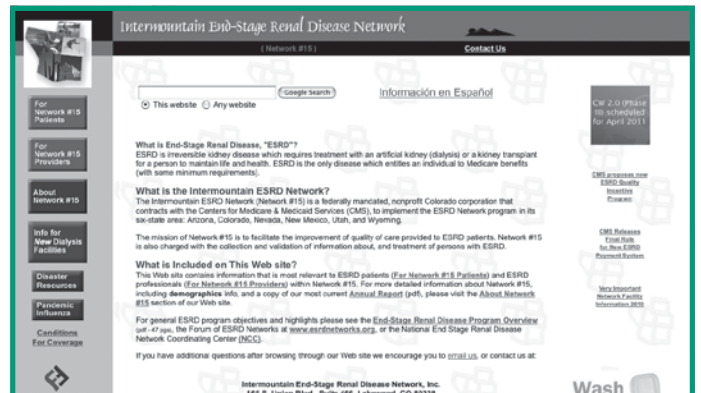 Intermountain End-Stage Renal Disease Network
( Network #15 )
Contact Us
Google Search
Información en Español
This website
Any website
For
Network #15
Patients
For
Network #15
Providers
About
Network #15
Info for
New Dialysis
Facilities
Disaster
Resources
Pandemic
Influenza
Conditions
For Coverage
What is End-Stage Renal Disease, "ESRD"?
ESRD is irreversible kidney disease which requires treatment with an artificial kidney (dialysis) or a kidney transplant
for a person to maintain life and health. ESRD is the only disease which entitles an individual to Medicare benefits
(with some minimum requirements).
What is the Intermountain ESRD Network?
The Intermountain ESRD Network (Network #15) is a federally mandated, nonprofit Colorado corporation that
contracts with the Centers for Medicare & Medicaid Services (CMS), to implement the ESRD Network program in its
six-state area: Arizona, Colorado, Nevada, New Mexico, Utah, and Wyoming.
The mission of Network #15 is to facilitate the improvement of quality of care provided to ESRD patients. Network #15
is also charged with the collection and validation of information about, and treatment of persons with ESRD.
What is Included on This Web site?
This Web site contains information that is most relevant to ESRD patients (For Network #15 Patients) and ESRD
professionals (For Network #15 Providers) within Network #15. For more detailed information about Network #15,
including demographics info, and a copy of our most current Annual Report (pdf), please visit the About Network
#15 section of our Web site.
For general ESRD program objectives and highlights please see the End-Stage Renal Disease Program Overview
(pdf - 47 pgs), the Forum of ESRD Networks at www.esrdnetworks.org, or the National End Stage Renal Disease
Network Coordinating Center (NCC).
If you have additional questions after browsing through our Web site we encourage you to email us, or contact us at:
Intermountain End-Stage Renal Disease Network, Inc.
CW 2.0 (Phase
III) scheduled
for April 2011
CMS proposes new
ESRD Quality
Incentive
Program
CMS Releases
Final Rule
for New ESRD
Payment System
Very Important
Network Facility
Information 2010
Wash